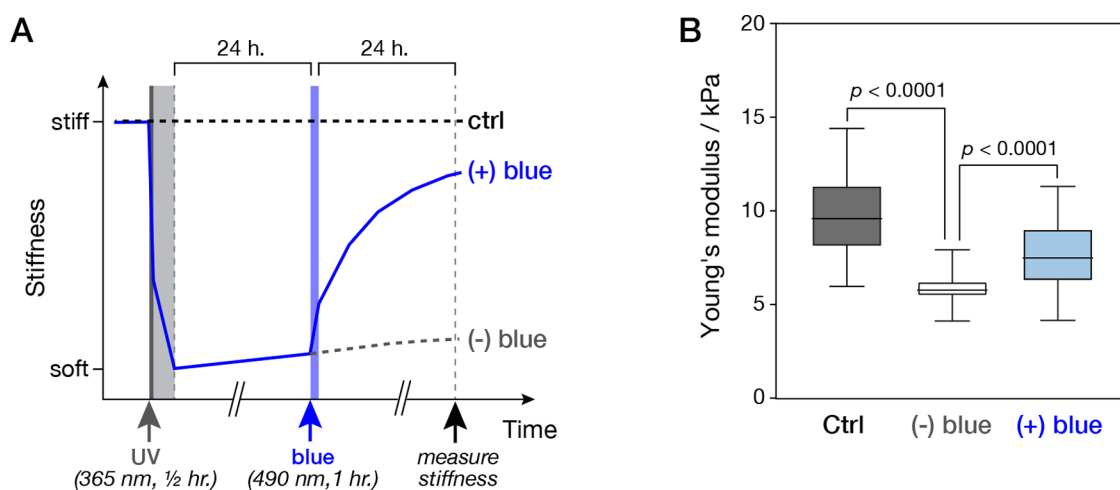 A
24 h.
24 h.
stiff
ctrl
(+) blue
Stiffness
(-) blue
soft
Time
UV
(365 nm, ½ hr.)
blue
(490 nm,1 hr.)
measure
stiffness
B
20
15
10
5
0
Young's modulus / kPa
p < 0.0001
p < 0.0001
Ctrl
(-) blue
(+) blue